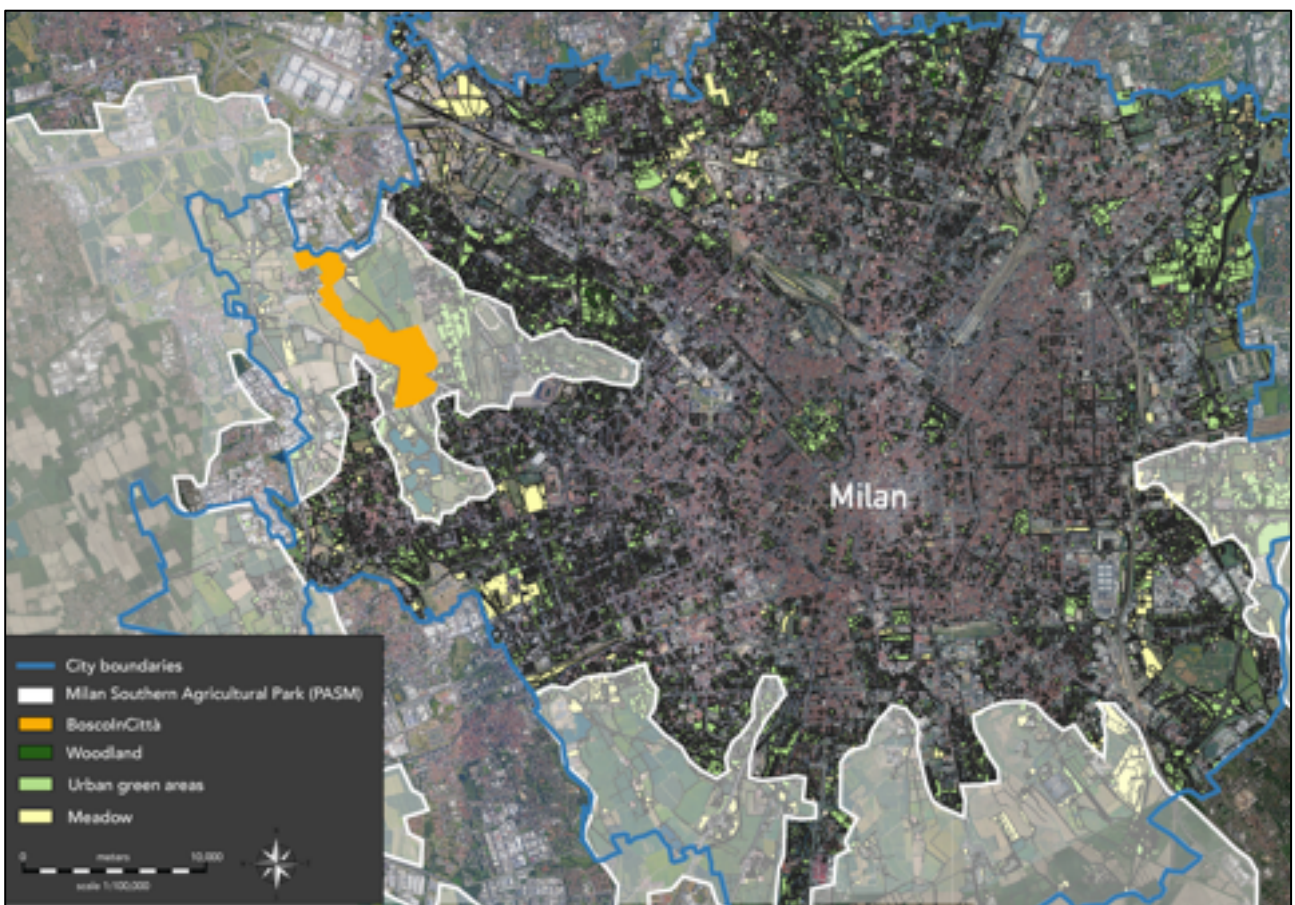 Milan
City boundaries
Milan Southern Agricultural Park (PASM)
BoscoInCittà
Woodland
Urban green areas
Meadow
0 meters 10,000
scale 1:100,000